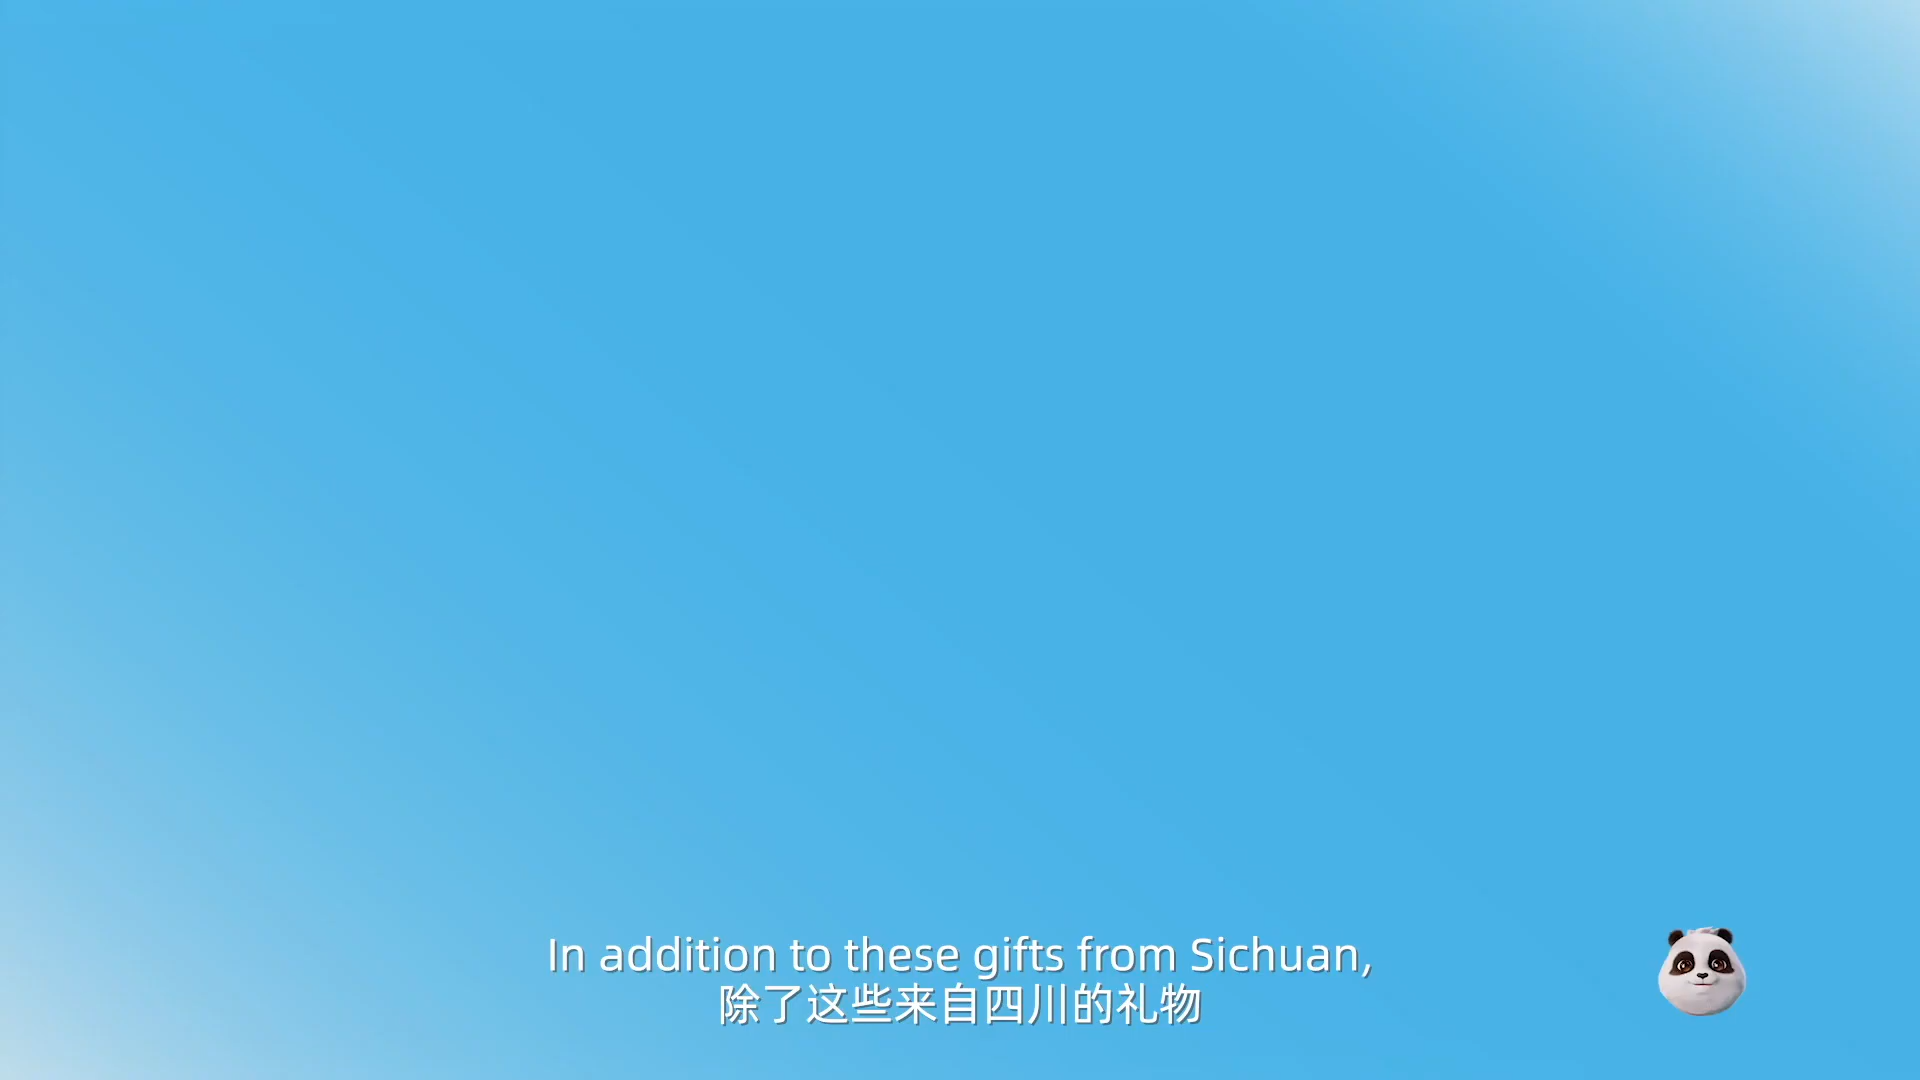 In addition to these gifts from Sichuan,
除了这些来自四川的礼物